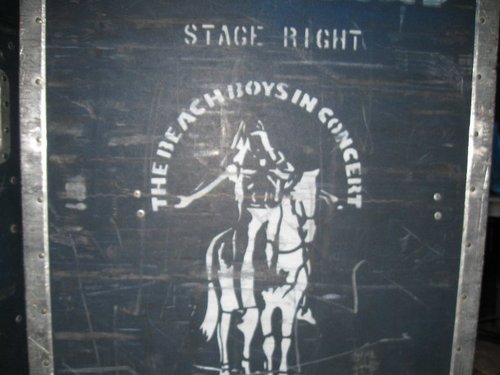 STAGE RIGHT
THE BEACH BOYS IN CONCERT